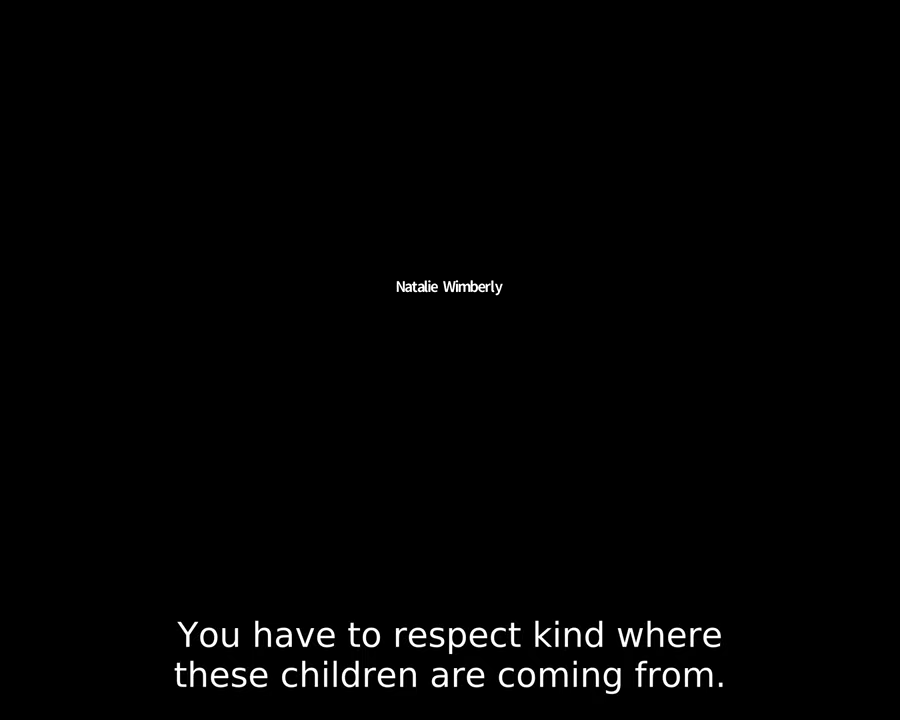 Natalie Wimberly
You have to respect kind where
these children are coming from.